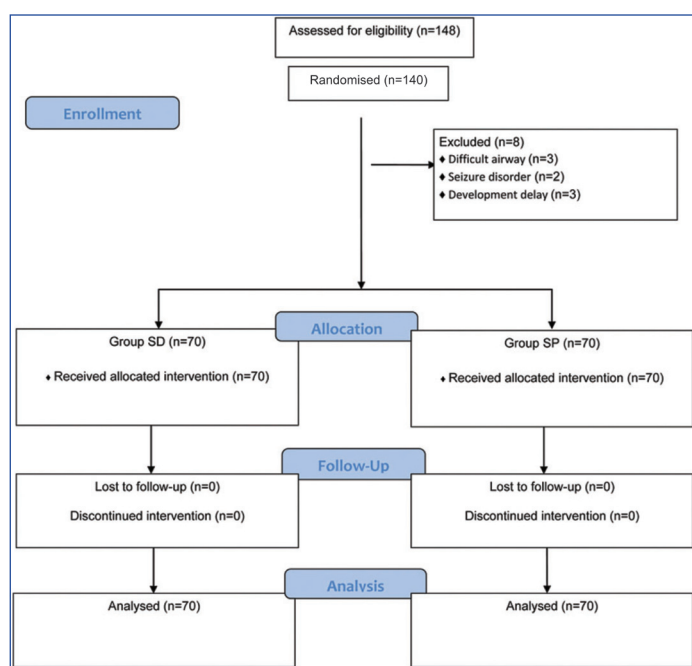 Assessed for eligibility (n=148)
Randomised (n=140)
Enrollment
Excluded (n=8)
♦ Difficult airway (n=3)
♦ Seizure disorder (n=2)
♦ Development delay (n=3)
Allocation
Group SD (n=70)
♦ Received allocated intervention (n=70)
Group SP (n=70)
♦ Received allocated intervention (n=70)
Follow-Up
Lost to follow-up (n=0)
Discontinued intervention (n=0)
Lost to follow-up (n=0)
Discontinued intervention (n=0)
Analysis
Analysed (n=70)
Analysed (n=70)